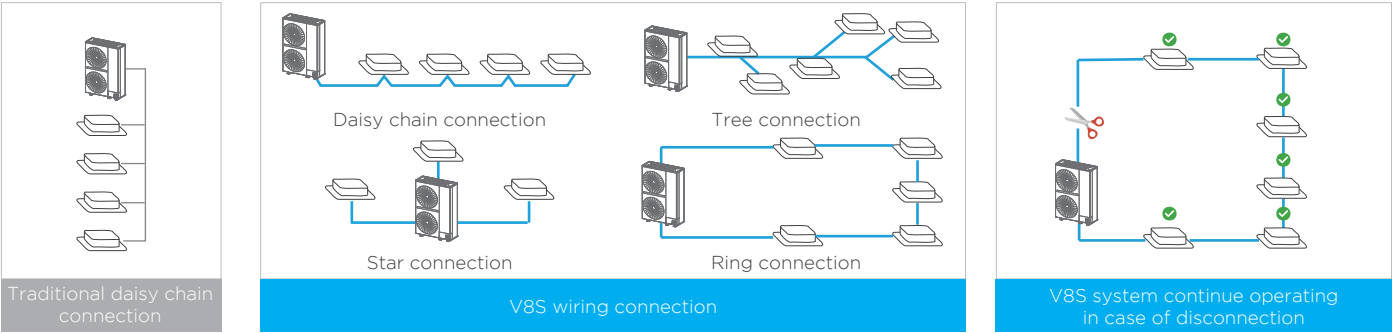 Daisy chain connection
Tree connection
Star connection
Ring connection
Traditional daisy chain
connection
V8S wiring connection
V8S system continue operating
in case of disconnection